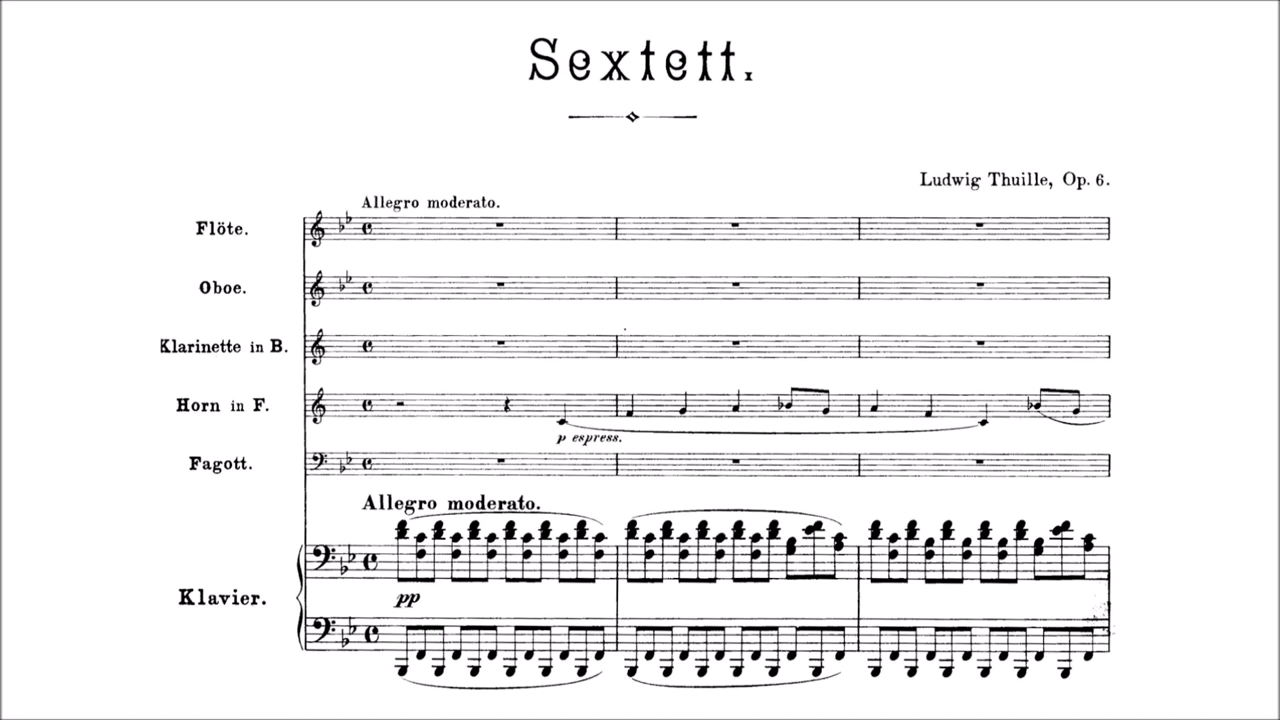 Sextett.
Ludwig Thuille, Op. 6.
Allegro moderato.
Flöte.
Oboe.
Klarinette in B.
Horn in F.
p espress.
Fagott.
Allegro moderato.
Klavier.
pp